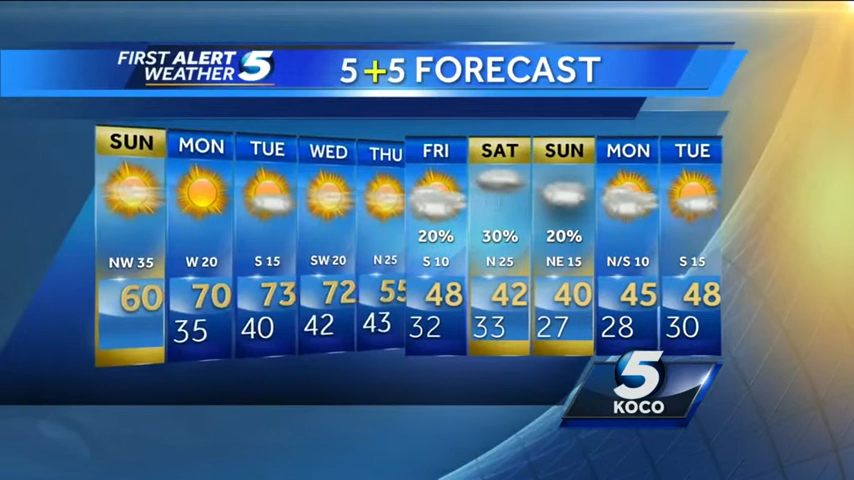 FIRST ALERT
WEATHER 5
5+5 FORECAST
SUN MON TUE WED THU FRI SAT SUN MON TUE
20% 30% 20%
NW 35 W 20 S 15 SW 20 N 25 S 10 N 25 NE 15 N/S 10 S 15
60 70 73 72 55 48 42 40 45 48
35 40 42 43 32 33 27 28 30
5
KOCO